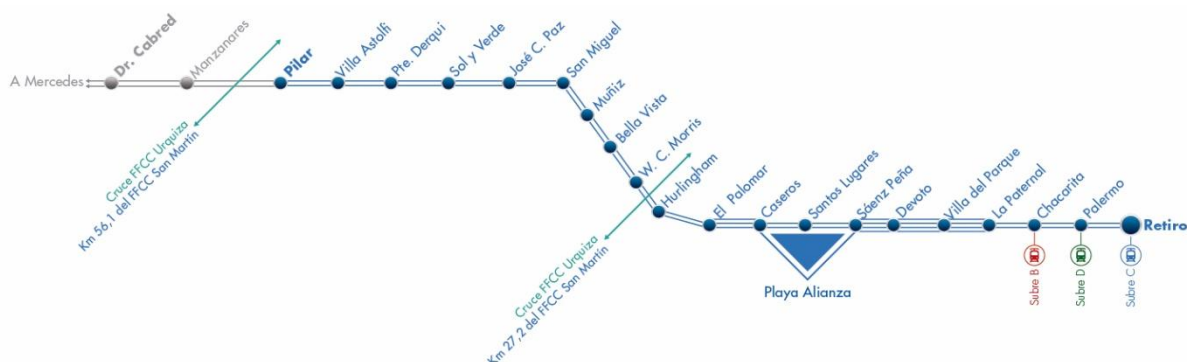 A Mercedes
Dr. Cabred
Manzanares
Pilar
Villa Astolfi
Pte. Derqui
Sol y Verde
José C. Paz
San Miguel
Muñiz
Bella Vista
W. C. Morris
Hurlingham
El Palomar
Caseros
Santos Lugares
Sáenz Peña
Devoto
Villa del Parque
La Paternal
Chacarita
Palermo
Retiro
Cruce FFCC Urquiza
Km 56,1 del FFCC San Martín
Cruce FFCC Urquiza
Km 27,2 del FFCC San Martín
Playa Alianza
Subre B
Subre D
Subre C